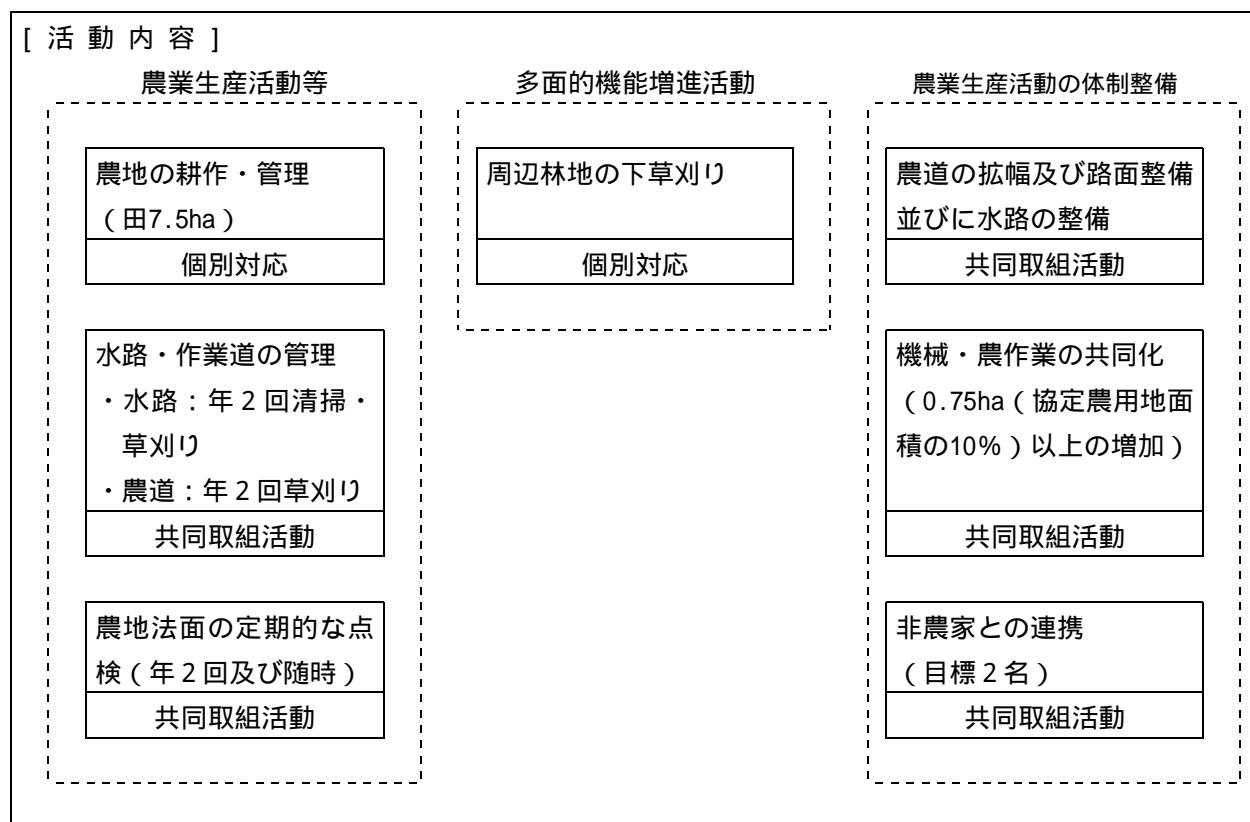 [ 活 動 内 容 ]
農業生産活動等
農地の耕作・管理
（田7.5ha）
個別対応
水路・作業道の管理
・水路：年２回清掃・
草刈り
・農道：年２回草刈り
共同取組活動
農地法面の定期的な点
検（年２回及び随時）
共同取組活動
多面的機能増進活動
周辺林地の下草刈り
個別対応
農業生産活動の体制整備
農道の拡幅及び路面整備
並びに水路の整備
共同取組活動
機械・農作業の共同化
（0.75ha（協定農用地面
積の10%）以上の増加）
共同取組活動
非農家との連携
（目標２名）
共同取組活動